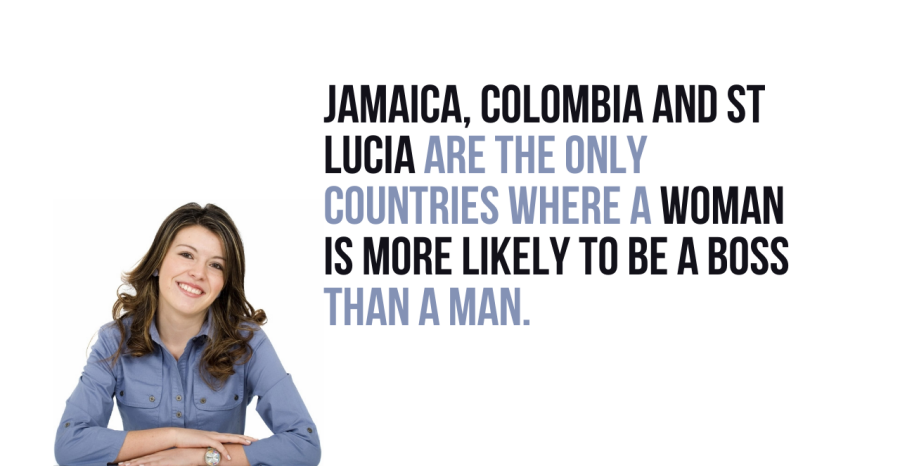 JAMAICA, COLOMBIA AND ST
LUCIA ARE THE ONLY
COUNTRIES WHERE A WOMAN
IS MORE LIKELY TO BE A BOSS
THAN A MAN.